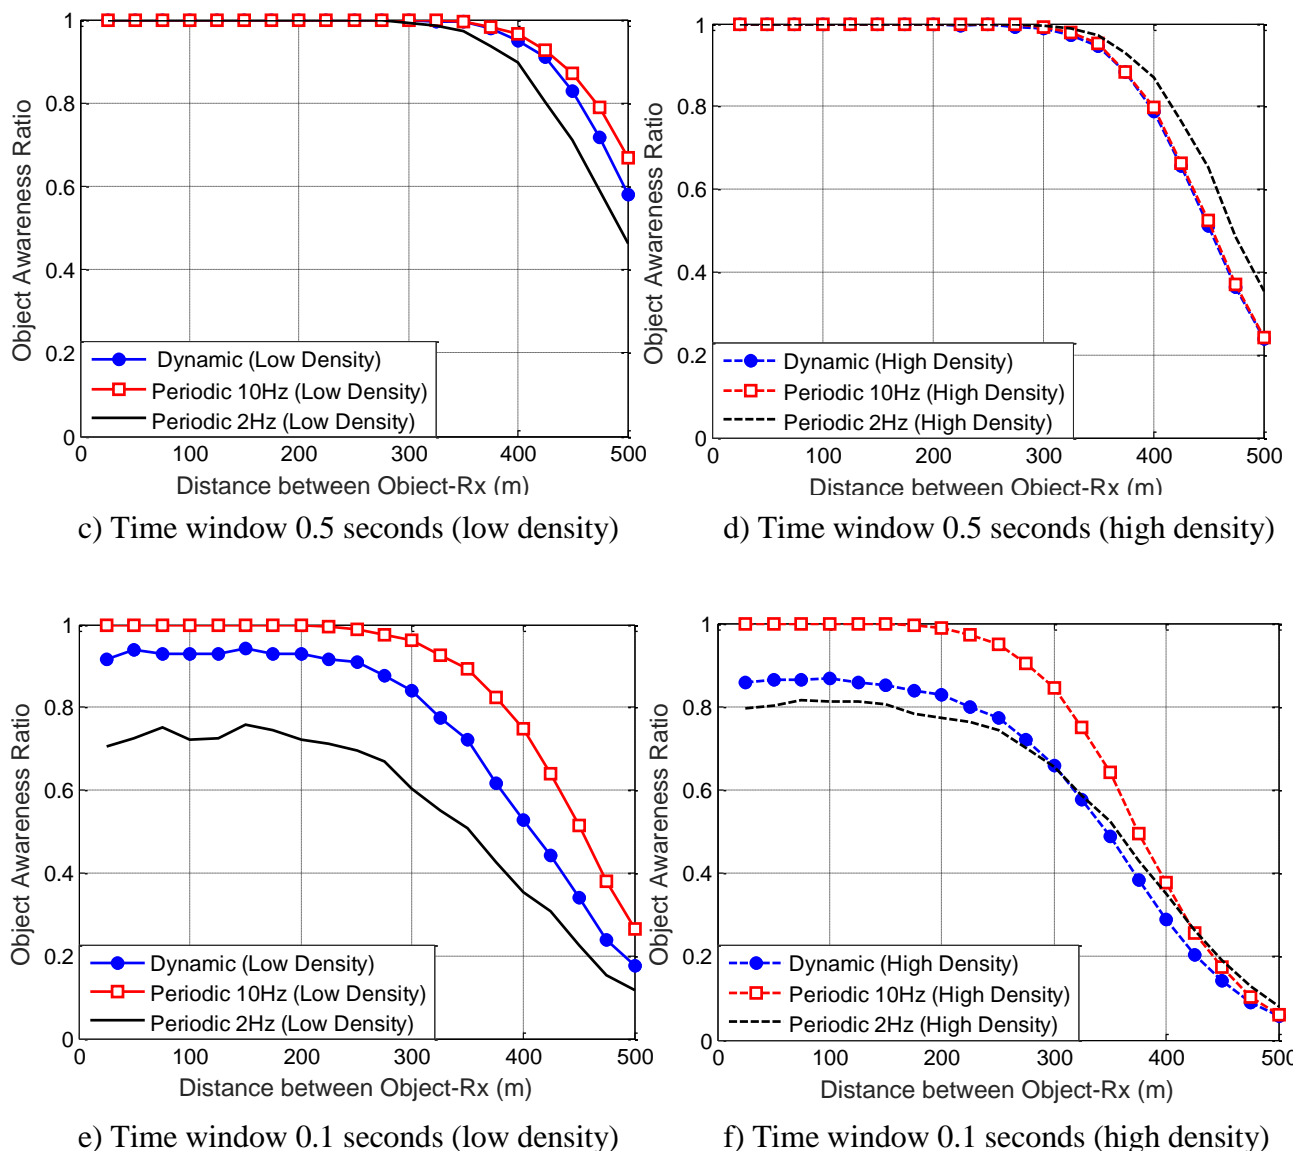 Object Awareness Ratio
1
0.8
0.6
0.4
0.2
0
Dynamic (Low Density)
Periodic 10Hz (Low Density)
Periodic 2Hz (Low Density)
0 100 200 300 400 500
Distance between Object-Rx (m)
c) Time window 0.5 seconds (low density)
Object Awareness Ratio
1
0.8
0.6
0.4
0.2
0
Dynamic (High Density)
Periodic 10Hz (High Density)
Periodic 2Hz (High Density)
0 100 200 300 400 500
Distance between Object-Rx (m)
d) Time window 0.5 seconds (high density)
Object Awareness Ratio
1
0.8
0.6
0.4
0.2
0
Dynamic (Low Density)
Periodic 10Hz (Low Density)
Periodic 2Hz (Low Density)
0 100 200 300 400 500
Distance between Object-Rx (m)
e) Time window 0.1 seconds (low density)
Object Awareness Ratio
1
0.8
0.6
0.4
0.2
0
Dynamic (High Density)
Periodic 10Hz (High Density)
Periodic 2Hz (High Density)
0 100 200 300 400 500
Distance between Object-Rx (m)
f) Time window 0.1 seconds (high density)